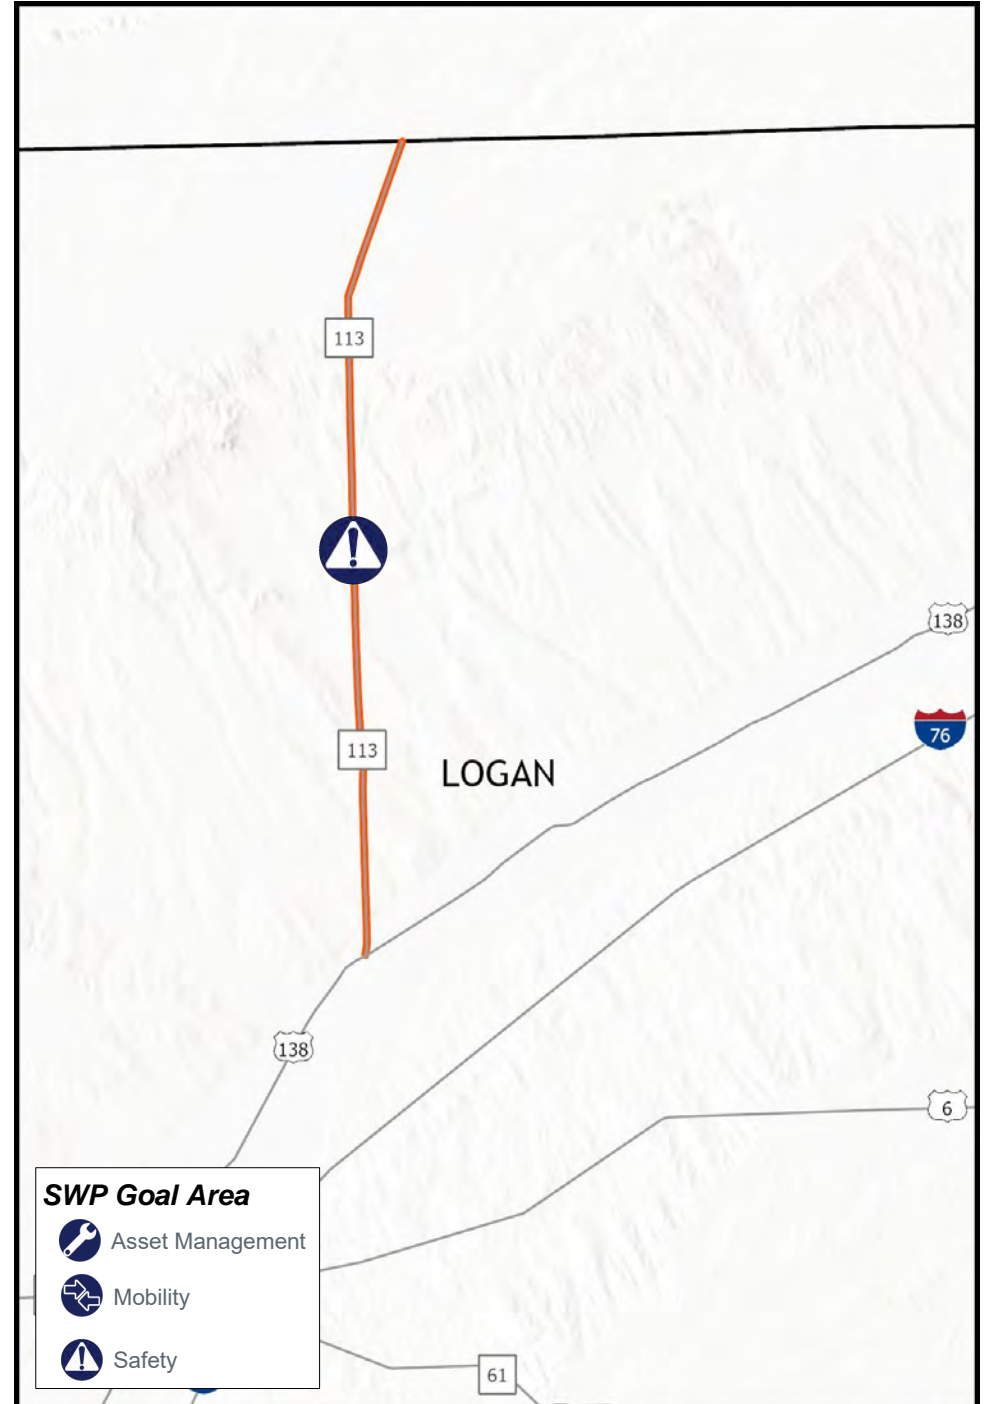 113
138
76
113
LOGAN
138
6
SWP Goal Area
Asset Management
Mobility
Safety
61